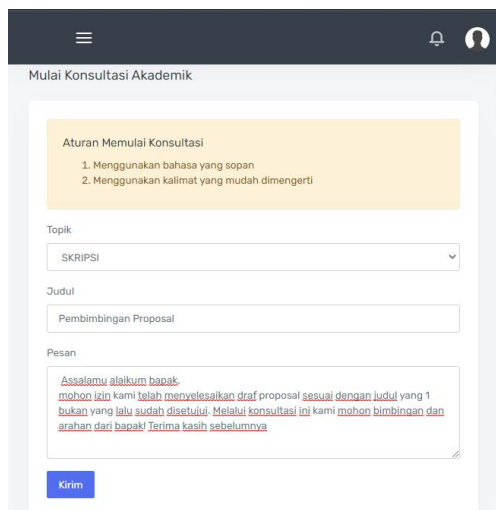 Mulai Konsultasi Akademik
Aturan Memulai Konsultasi
1. Menggunakan bahasa yang sopan
2. Menggunakan kalimat yang mudah dimengerti
Topik
SKRIPSI
Judul
Pembimbingan Proposal
Pesan
Assalamu alaikum bapak,
mohon izin kami telah menyelesaikan draf proposal sesuai dengan judul yang 1
bukan yang lalu sudah disetujui. Melalui konsultasi ini kami mohon bimbingan dan
arahan dari bapak! Terima kasih sebelumnya
Kirim